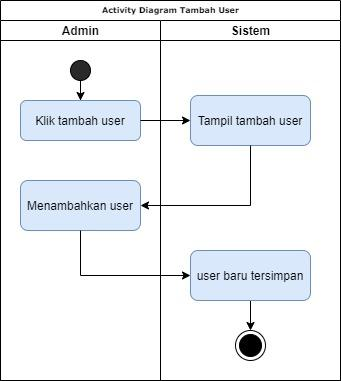 Activity Diagram Tambah User
Admin
Sistem
Klik tambah user
Tampil tambah user
Menambahkan user
user baru tersimpan